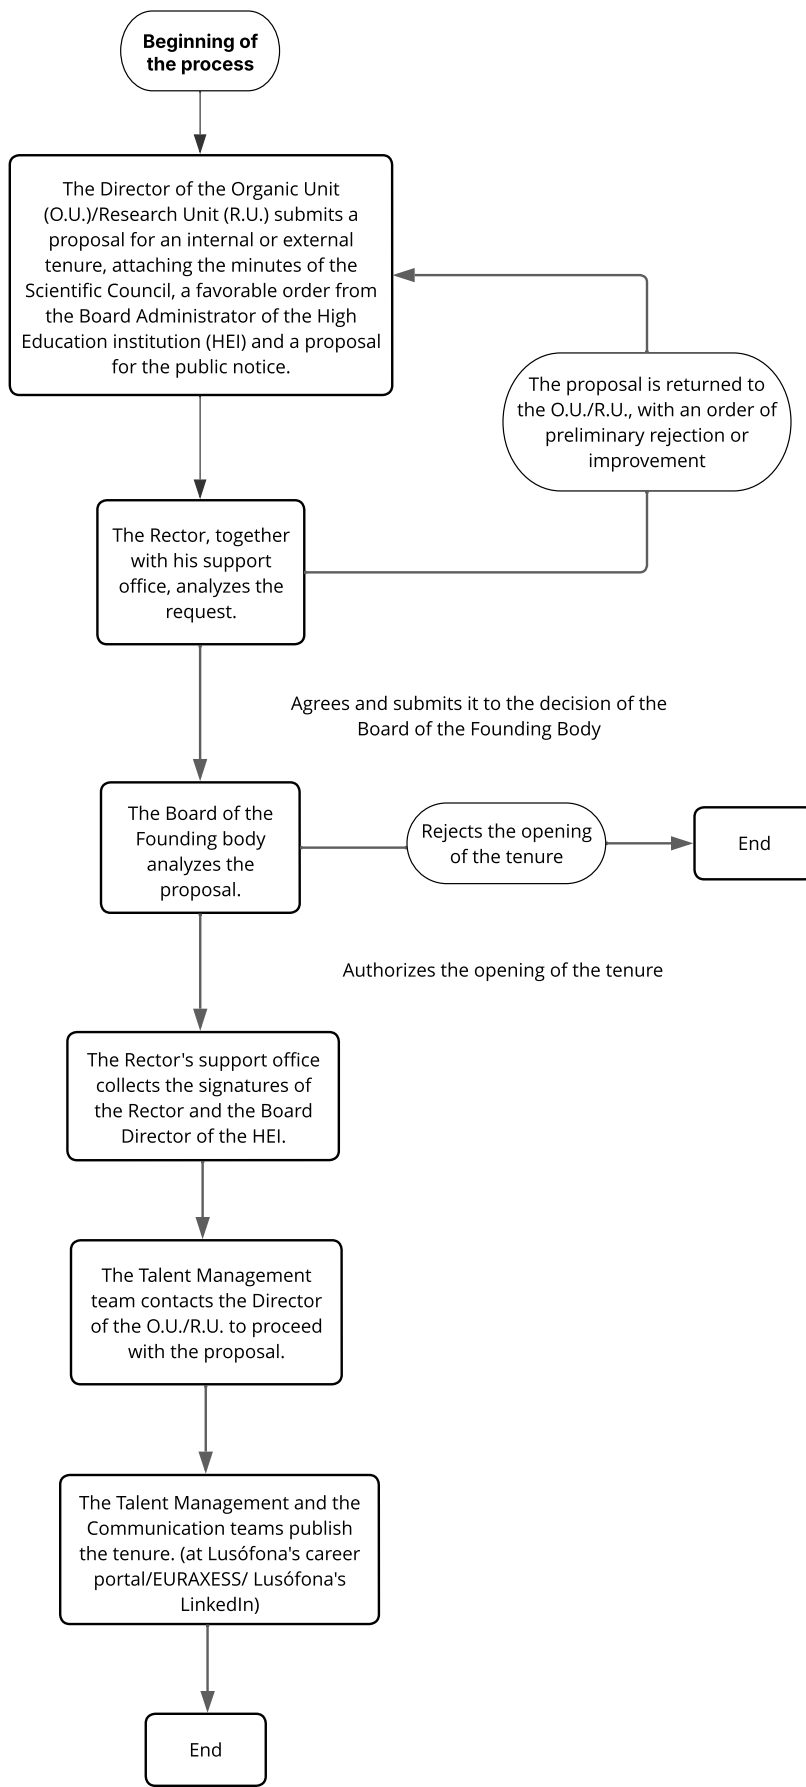 Beginning of
the process
The Director of the Organic Unit
(O.U.)/Research Unit (R.U.) submits a
proposal for an internal or external
tenure, attaching the minutes of the
Scientific Council, a favorable order from
the Board Administrator of the High
Education institution (HEI) and a proposal
for the public notice.
The proposal is returned to
the O.U./R.U., with an order of
preliminary rejection or
improvement
The Rector, together
with his support
office, analyzes the
request.
Agrees and submits it to the decision of the
Board of the Founding Body
The Board of the
Founding body
analyzes the
proposal.
Rejects the opening
of the tenure
End
Authorizes the opening of the tenure
The Rector's support office
collects the signatures of
the Rector and the Board
Director of the HEI.
The Talent Management
team contacts the Director
of the O.U./R.U. to proceed
with the proposal.
The Talent Management and the
Communication teams publish
the tenure. (at Lusófona's career
portal/EURAXESS/ Lusófona's
LinkedIn)
End